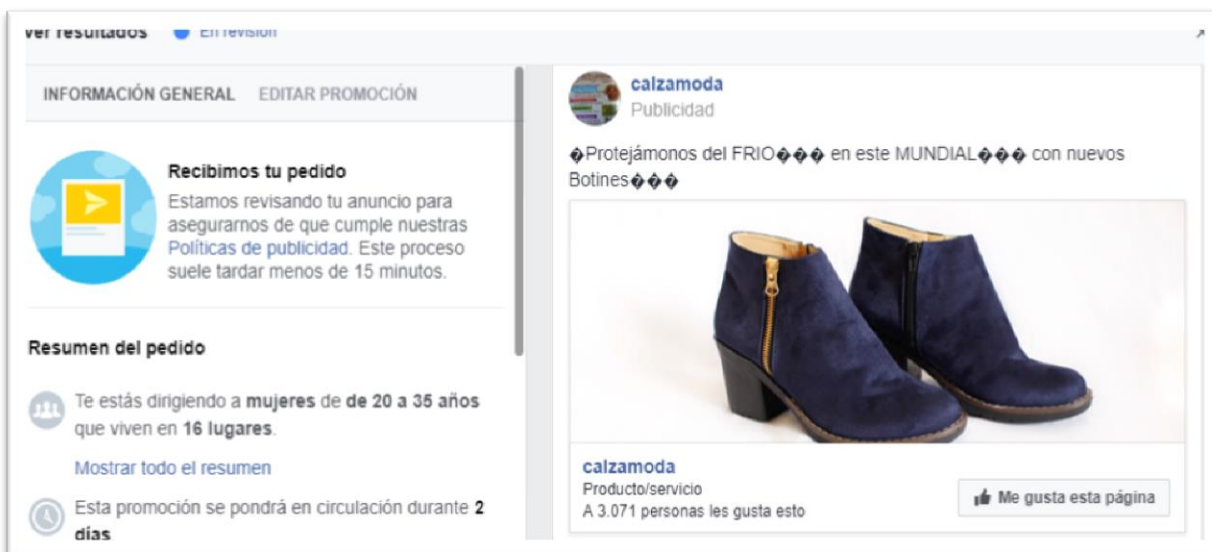 Ver resultados En revisión
INFORMACIÓN GENERAL EDITAR PROMOCIÓN
Recibimos tu pedido
Estamos revisando tu anuncio para
asegurarnos de que cumple nuestras
Políticas de publicidad. Este proceso
suele tardar menos de 15 minutos.
Resumen del pedido
Te estás dirigiendo a mujeres de de 20 a 35 años
que viven en 16 lugares.
Mostrar todo el resumen
Esta promoción se pondrá en circulación durante 2
días
calzamoda
Publicidad
�Protejámonos del FRIO��� en este MUNDIAL��� con nuevos
Botines���
calzamoda
Producto/servicio
A 3.071 personas les gusta esto
Me gusta esta página